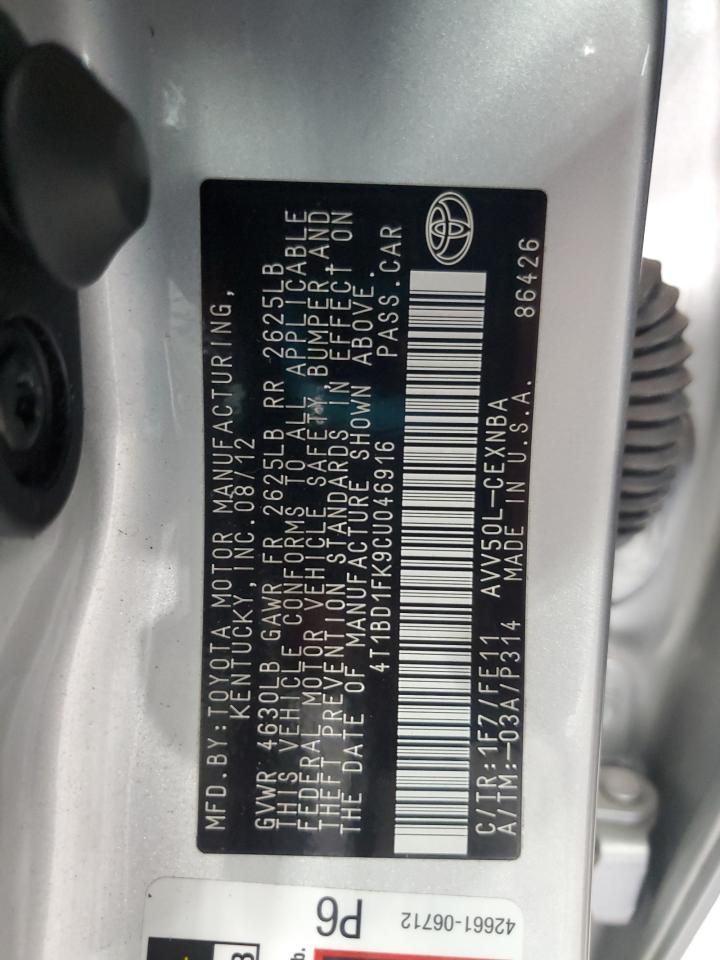 MFD.BY:TOYOTA MOTOR MANUFACTURING,
KENTUCKY, INC.08/12
GVWR 4630LB GAWR FR 2625LB RR 2625LB
THIS VEHICLE CONFORMS TO ALL APPLICABLE
FEDERAL MOTOR VEHICLE SAFETY, BUMPER, AND
THEFT PREVENTION STANDARDS IN EFFECT ON
THE DATE OF MANUFACTURE SHOWN ABOVE.
4T1BD1FK9CU046916 PASS.CAR
C/TR:1F7/FE11 AVV50L-CEXNBA
A/TM:-03A/P314 MADE IN U.S.A. 86426
42661-06712
P6